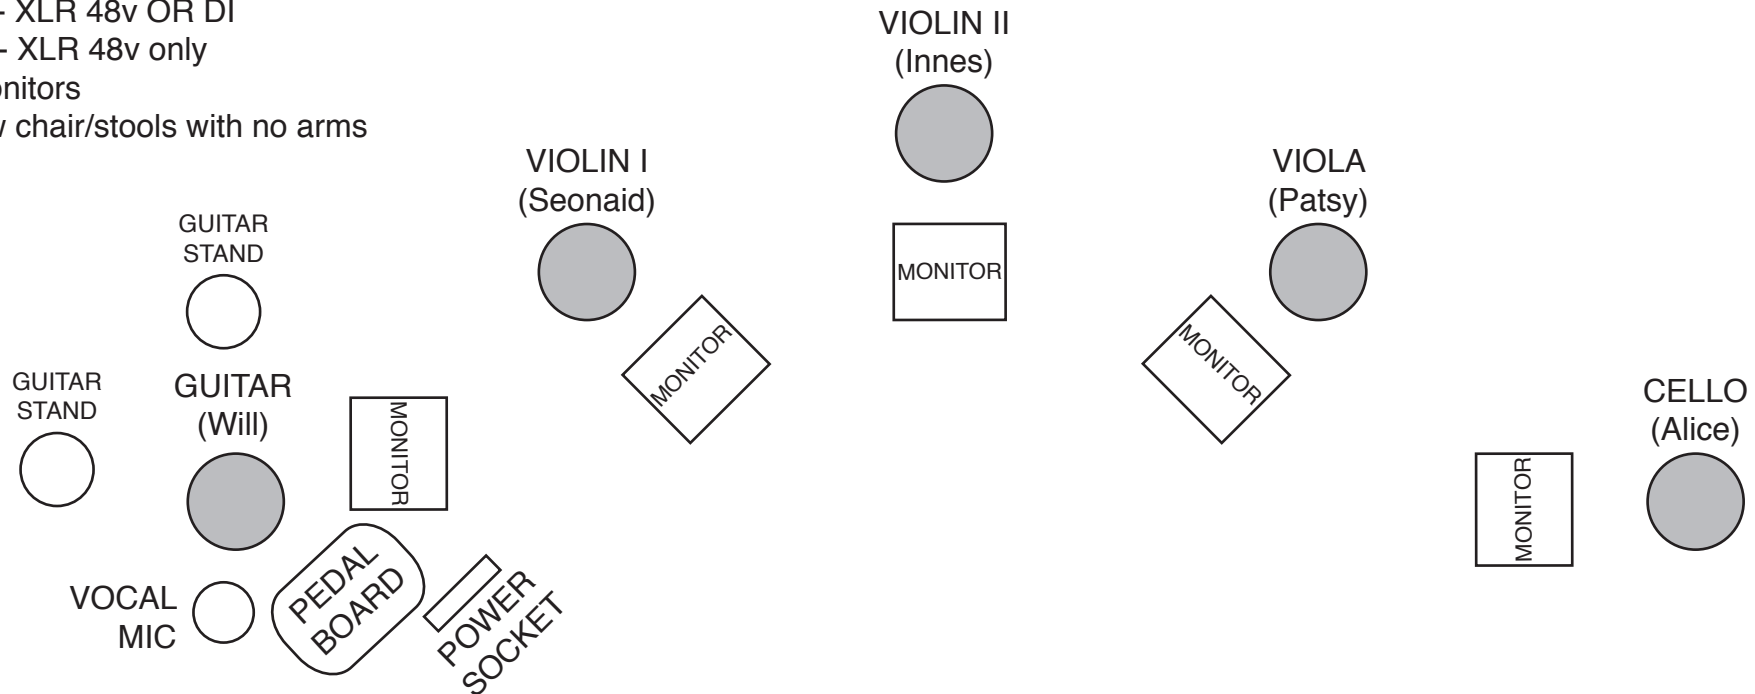 - XLR 48v OR DI
- XLR 48v only
onitors
chair/stools with no arms
VIOLIN II
(Innes)
VIOLIN I
(Seonaid)
VIOLA
(Patsy)
GUITAR
STAND
MONITOR
MONITOR
MONITOR
GUITAR
STAND
GUITAR
(Will)
MONITOR
CELLO
(Alice)
MONITOR
PEDAL
BOARD
POWER
SOCKET
VOCAL
MIC